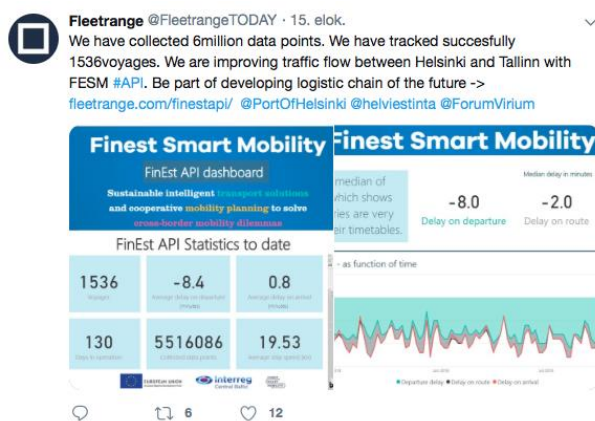 Fleetrange @FleetrangeTODAY · 15. elok.
We have collected 6million data points. We have tracked succesfully
1536voyages. We are improving traffic flow between Helsinki and Tallinn with
FESM #API. Be part of developing logistic chain of the future ->
fleetrange.com/finestapi/ @PortOfHelsinki @helviestinta @ForumVirium
Finest Smart Mobility
FinEst API dashboard
Sustainable intelligent transport solutions
and cooperative mobility planning to solve
cross-border mobility dilemmas
FinEst API Statistics to date
1536
Voyages
-8.4
Average delay on departure
0.8
Average delay on arrival
130
Days in operation
5516086
Collected data points
19.53
EUROPEAN UNION
interreg
Central Baltic
Finest Smart Mobility
Median delay in minutes
median of
which shows
ries are very
eir timetables.
-8.0
Delay on departure
-2.0
Delay on route
- as function of time
Departure delay
Delay on route
Delay on arrival
6
12